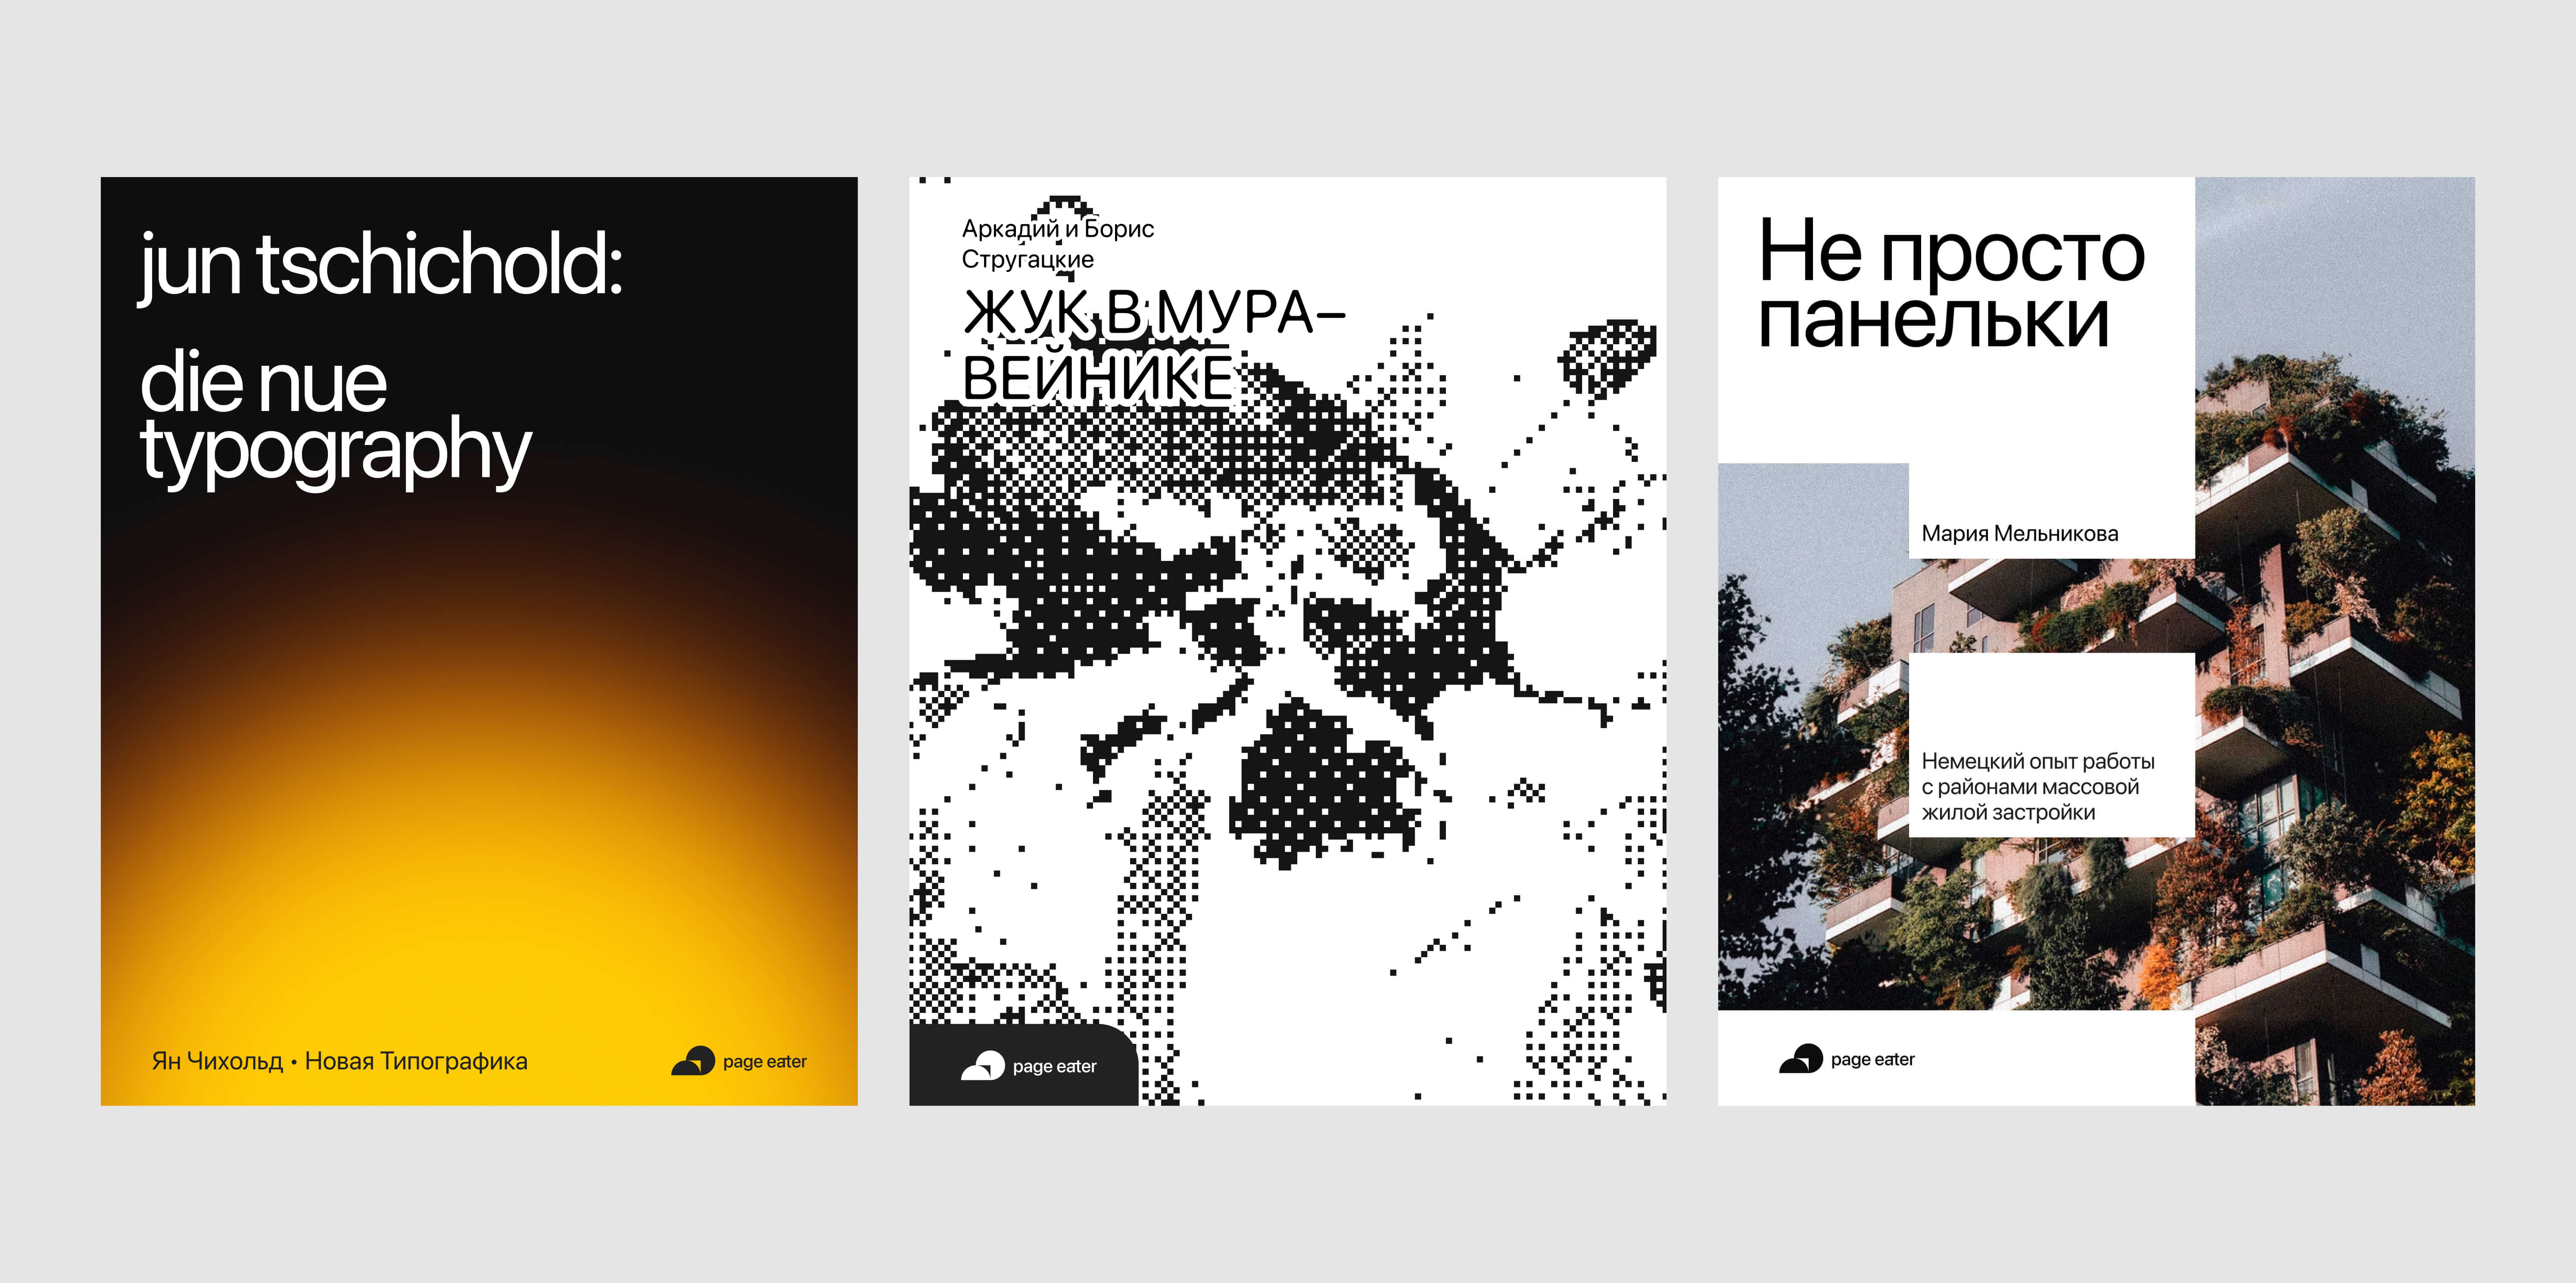 jun tschichold:
die nue
typography
Ян Чихольд • Новая Типографика
page eater
Аркадий и Борис
Стругацкие
ЖУК В МУРА–
ВЕЙНИКЕ
page eater
Не просто
панельки
Мария Мельникова
Немецкий опыт работы
с районами массовой
жилой застройки
page eater